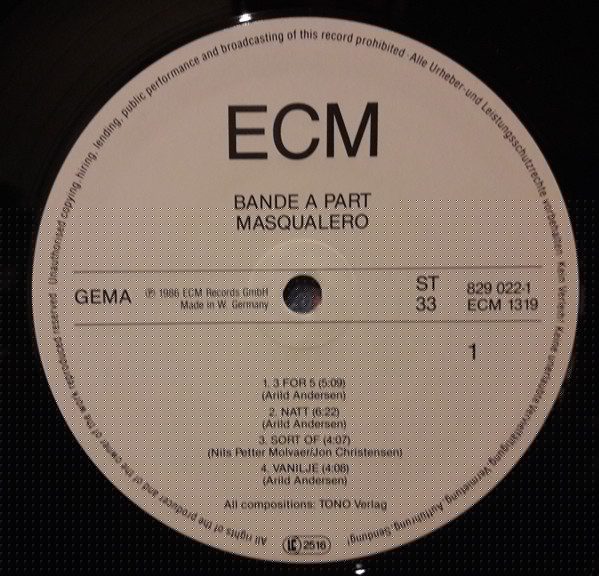 All rights of the producer and of the owner of the work reproduced reserved · Unauthorised copying, hiring, lending, public performance and broadcasting of this record prohibited · Alle Urheber- und Leistungsschutzrechte vorbehalten · Kein Verleih! Keine unerlaubte Vervielfältigung, Vermietung, Aufführung, Sendung!
ECM
BANDE A PART
MASQUALERO
GEMA
℗ 1986 ECM Records GmbH
Made in W. Germany
ST
33
829 022-1
ECM 1319
1
1. 3 FOR 5 (5:09)
(Arild Andersen)
2. NATT (6:22)
(Arild Andersen)
3. SORT OF (4:07)
(Nils Petter Molvaer/Jon Christensen)
4. VANILJE (4:08)
(Arild Andersen)
All compositions: TONO Verlag
LC 2516